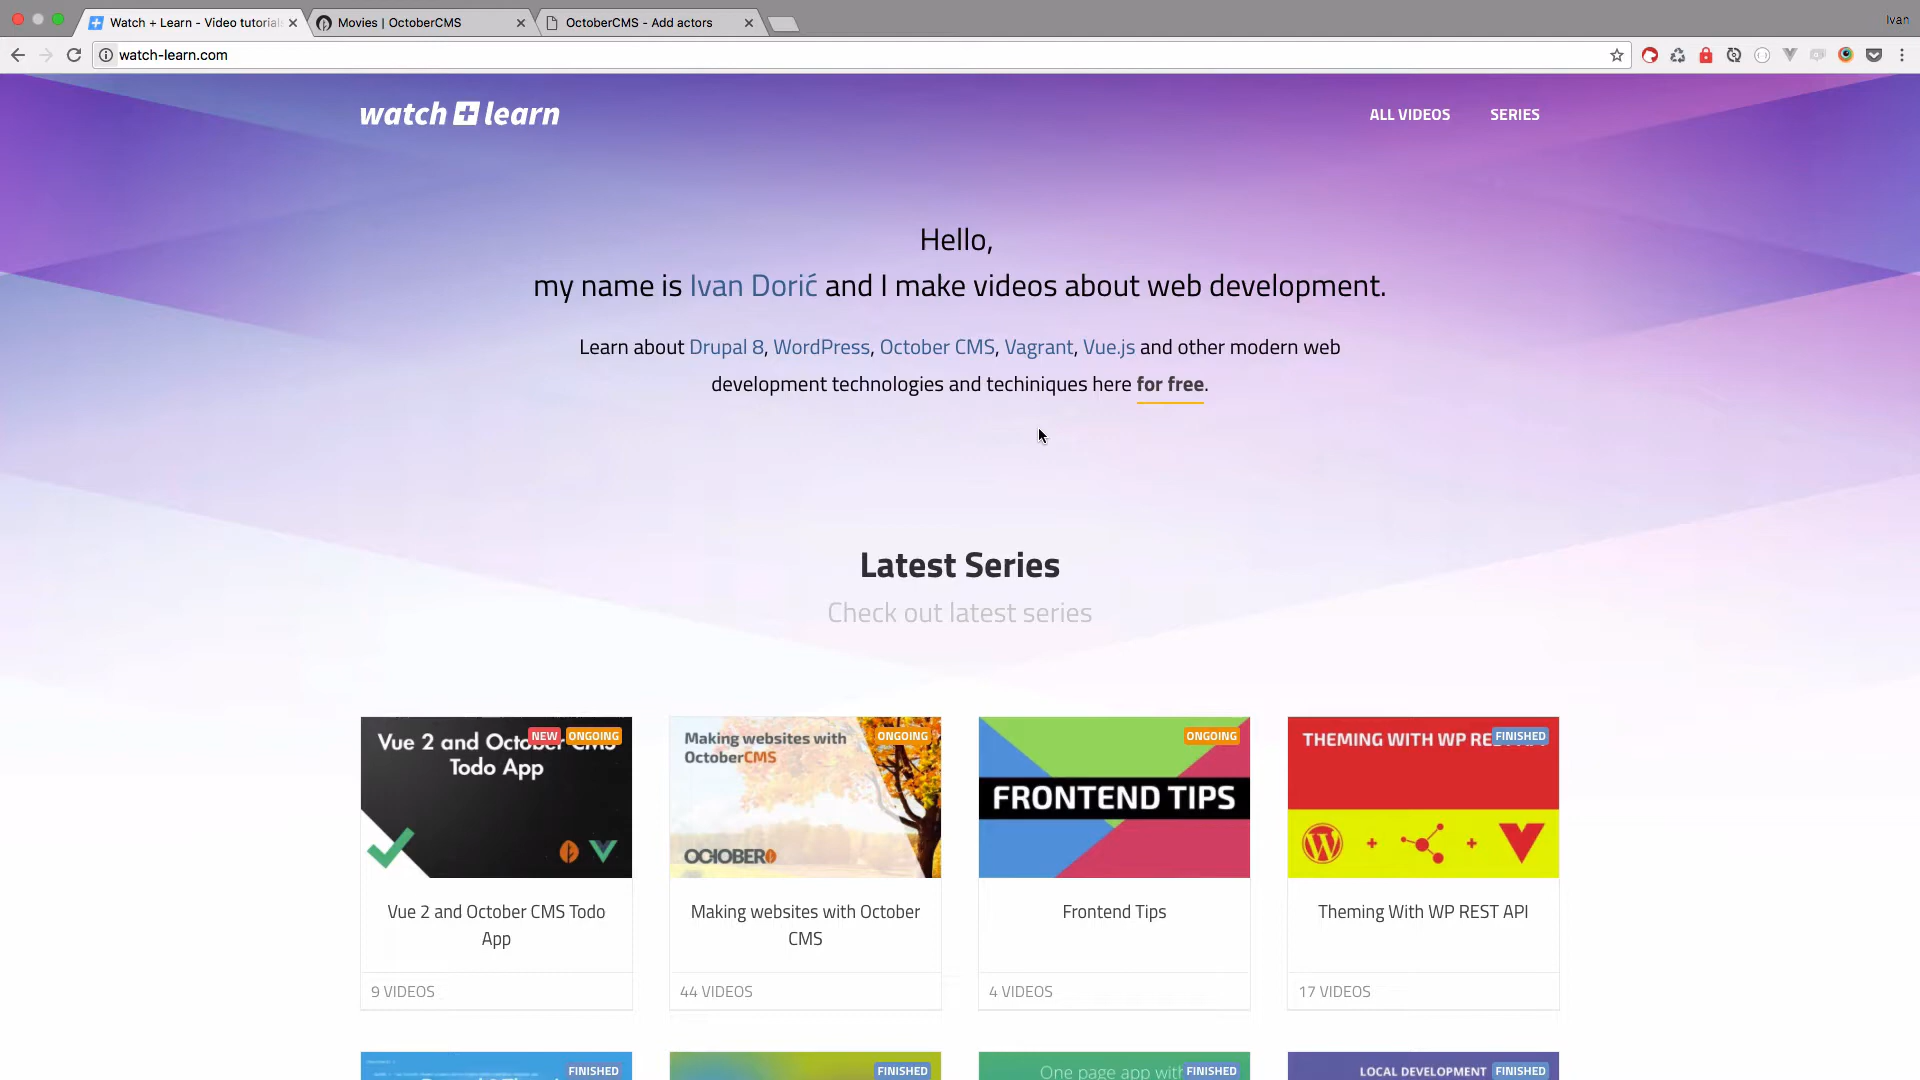 Watch + Learn - Video tutorial
Movies | OctoberCMS
OctoberCMS - Add actors
Ivan
watch-learn.com
watch + learn
ALL VIDEOS
SERIES
Hello,
my name is Ivan Dorić and I make videos about web development.
Learn about Drupal 8, WordPress, October CMS, Vagrant, Vue.js and other modern web
development technologies and techiniques here for free.
Latest Series
Check out latest series
NEW
ONGOING
Vue 2 and October CMS
Todo App
Vue 2 and October CMS Todo
App
9 VIDEOS
ONGOING
Making websites with
OctoberCMS
OCTOBER
Making websites with October
CMS
44 VIDEOS
ONGOING
FRONTEND TIPS
Frontend Tips
4 VIDEOS
FINISHED
THEMING WITH WP
Theming With WP REST API
17 VIDEOS
FINISHED
FINISHED
One page app with
FINISHED
LOCAL DEVELOPMENT
FINISHED